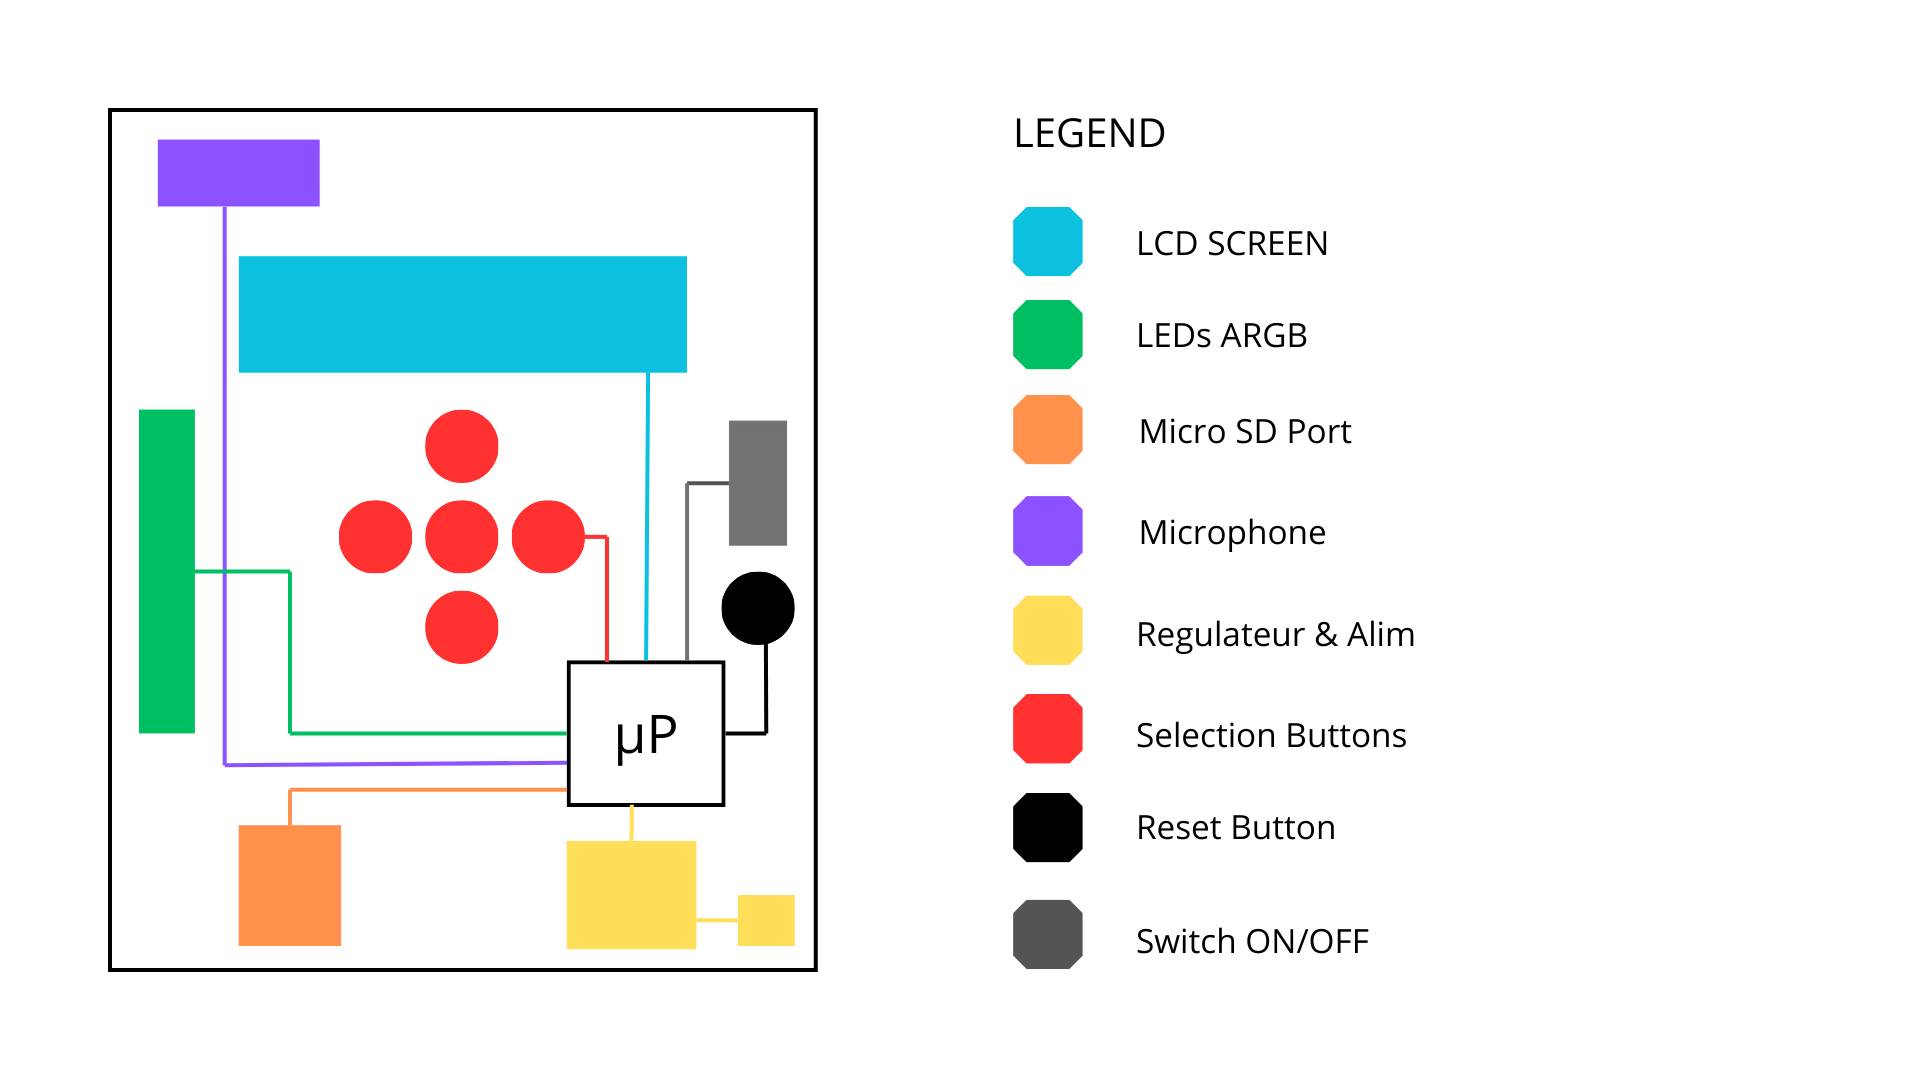 µP
LEGEND
LCD SCREEN
LEDs ARGB
Micro SD Port
Microphone
Regulateur & Alim
Selection Buttons
Reset Button
Switch ON/OFF